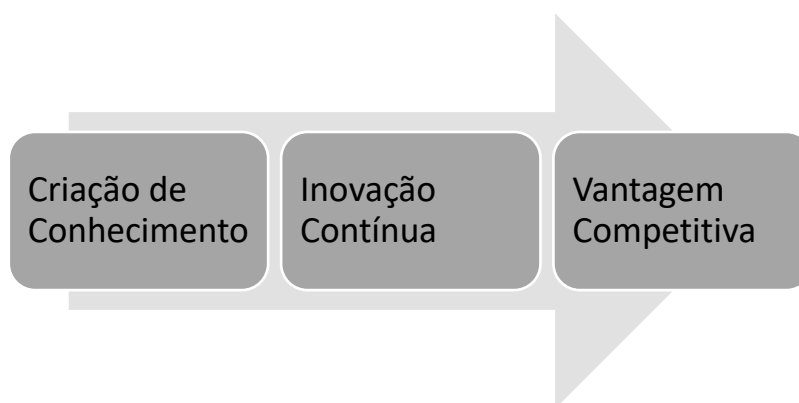 Criação de
Conhecimento
Inovação
Contínua
Vantagem
Competitiva